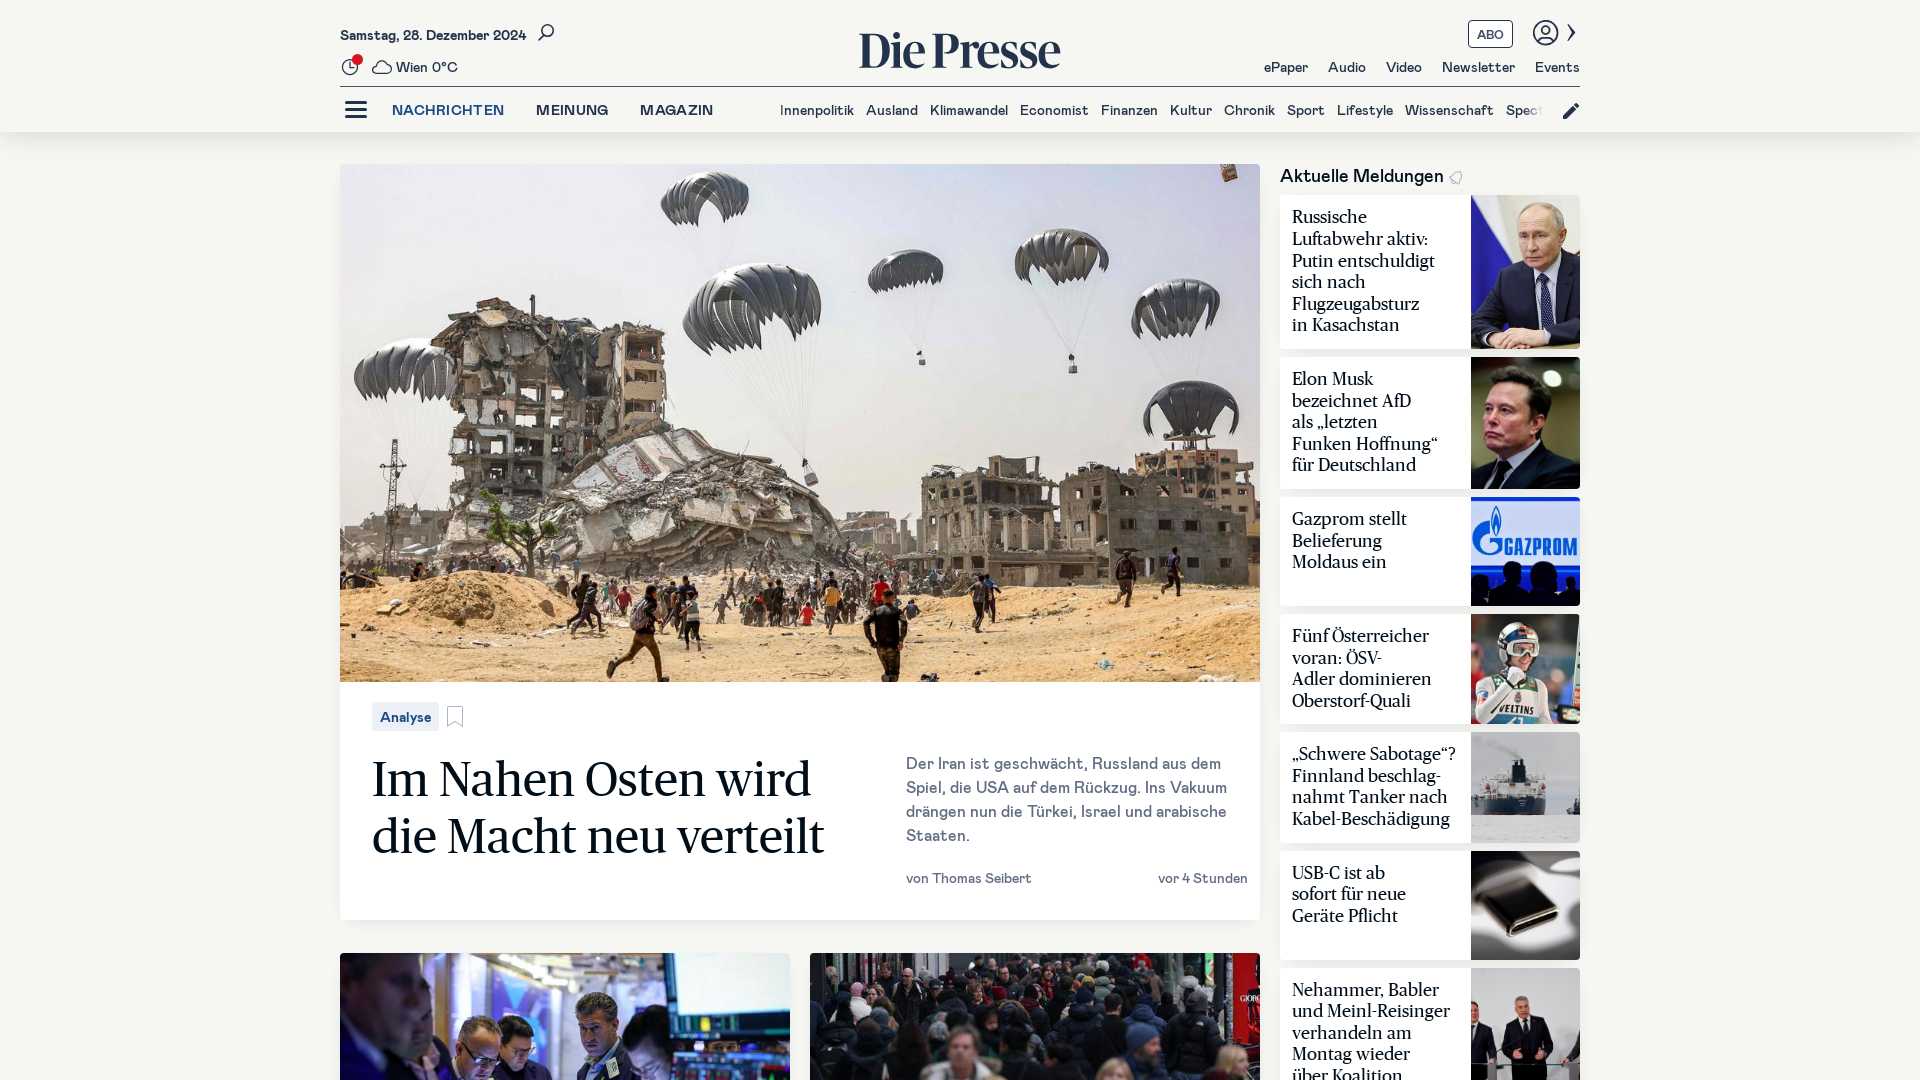 Samstag, 28. Dezember 2024
Wien 0°C
Die Presse
ABO
ePaper Audio Video Newsletter Events
NACHRICHTEN MEINUNG MAGAZIN
Innenpolitik Ausland Klimawandel Economist Finanzen Kultur Chronik Sport Lifestyle Wissenschaft Spect
Analyse
Im Nahen Osten wird
die Macht neu verteilt
Der Iran ist geschwächt, Russland aus dem
Spiel, die USA auf dem Rückzug. Ins Vakuum
drängen nun die Türkei, Israel und arabische
Staaten.
von Thomas Seibert
vor 4 Stunden
Aktuelle Meldungen
Russische
Luftabwehr aktiv:
Putin entschuldigt
sich nach
Flugzeugabsturz
in Kasachstan
Elon Musk
bezeichnet AfD
als „letzten
Funken Hoffnung“
für Deutschland
Gazprom stellt
Belieferung
Moldaus ein
GAZPROM
Fünf Österreicher
voran: ÖSV-
Adler dominieren
Oberstorf-Quali
VELTINS
„Schwere Sabotage“?
Finnland beschlag-
nahmt Tanker nach
Kabel-Beschädigung
USB-C ist ab
sofort für neue
Geräte Pflicht
Nehammer, Babler
und Meinl-Reisinger
verhandeln am
Montag wieder
über Koalition